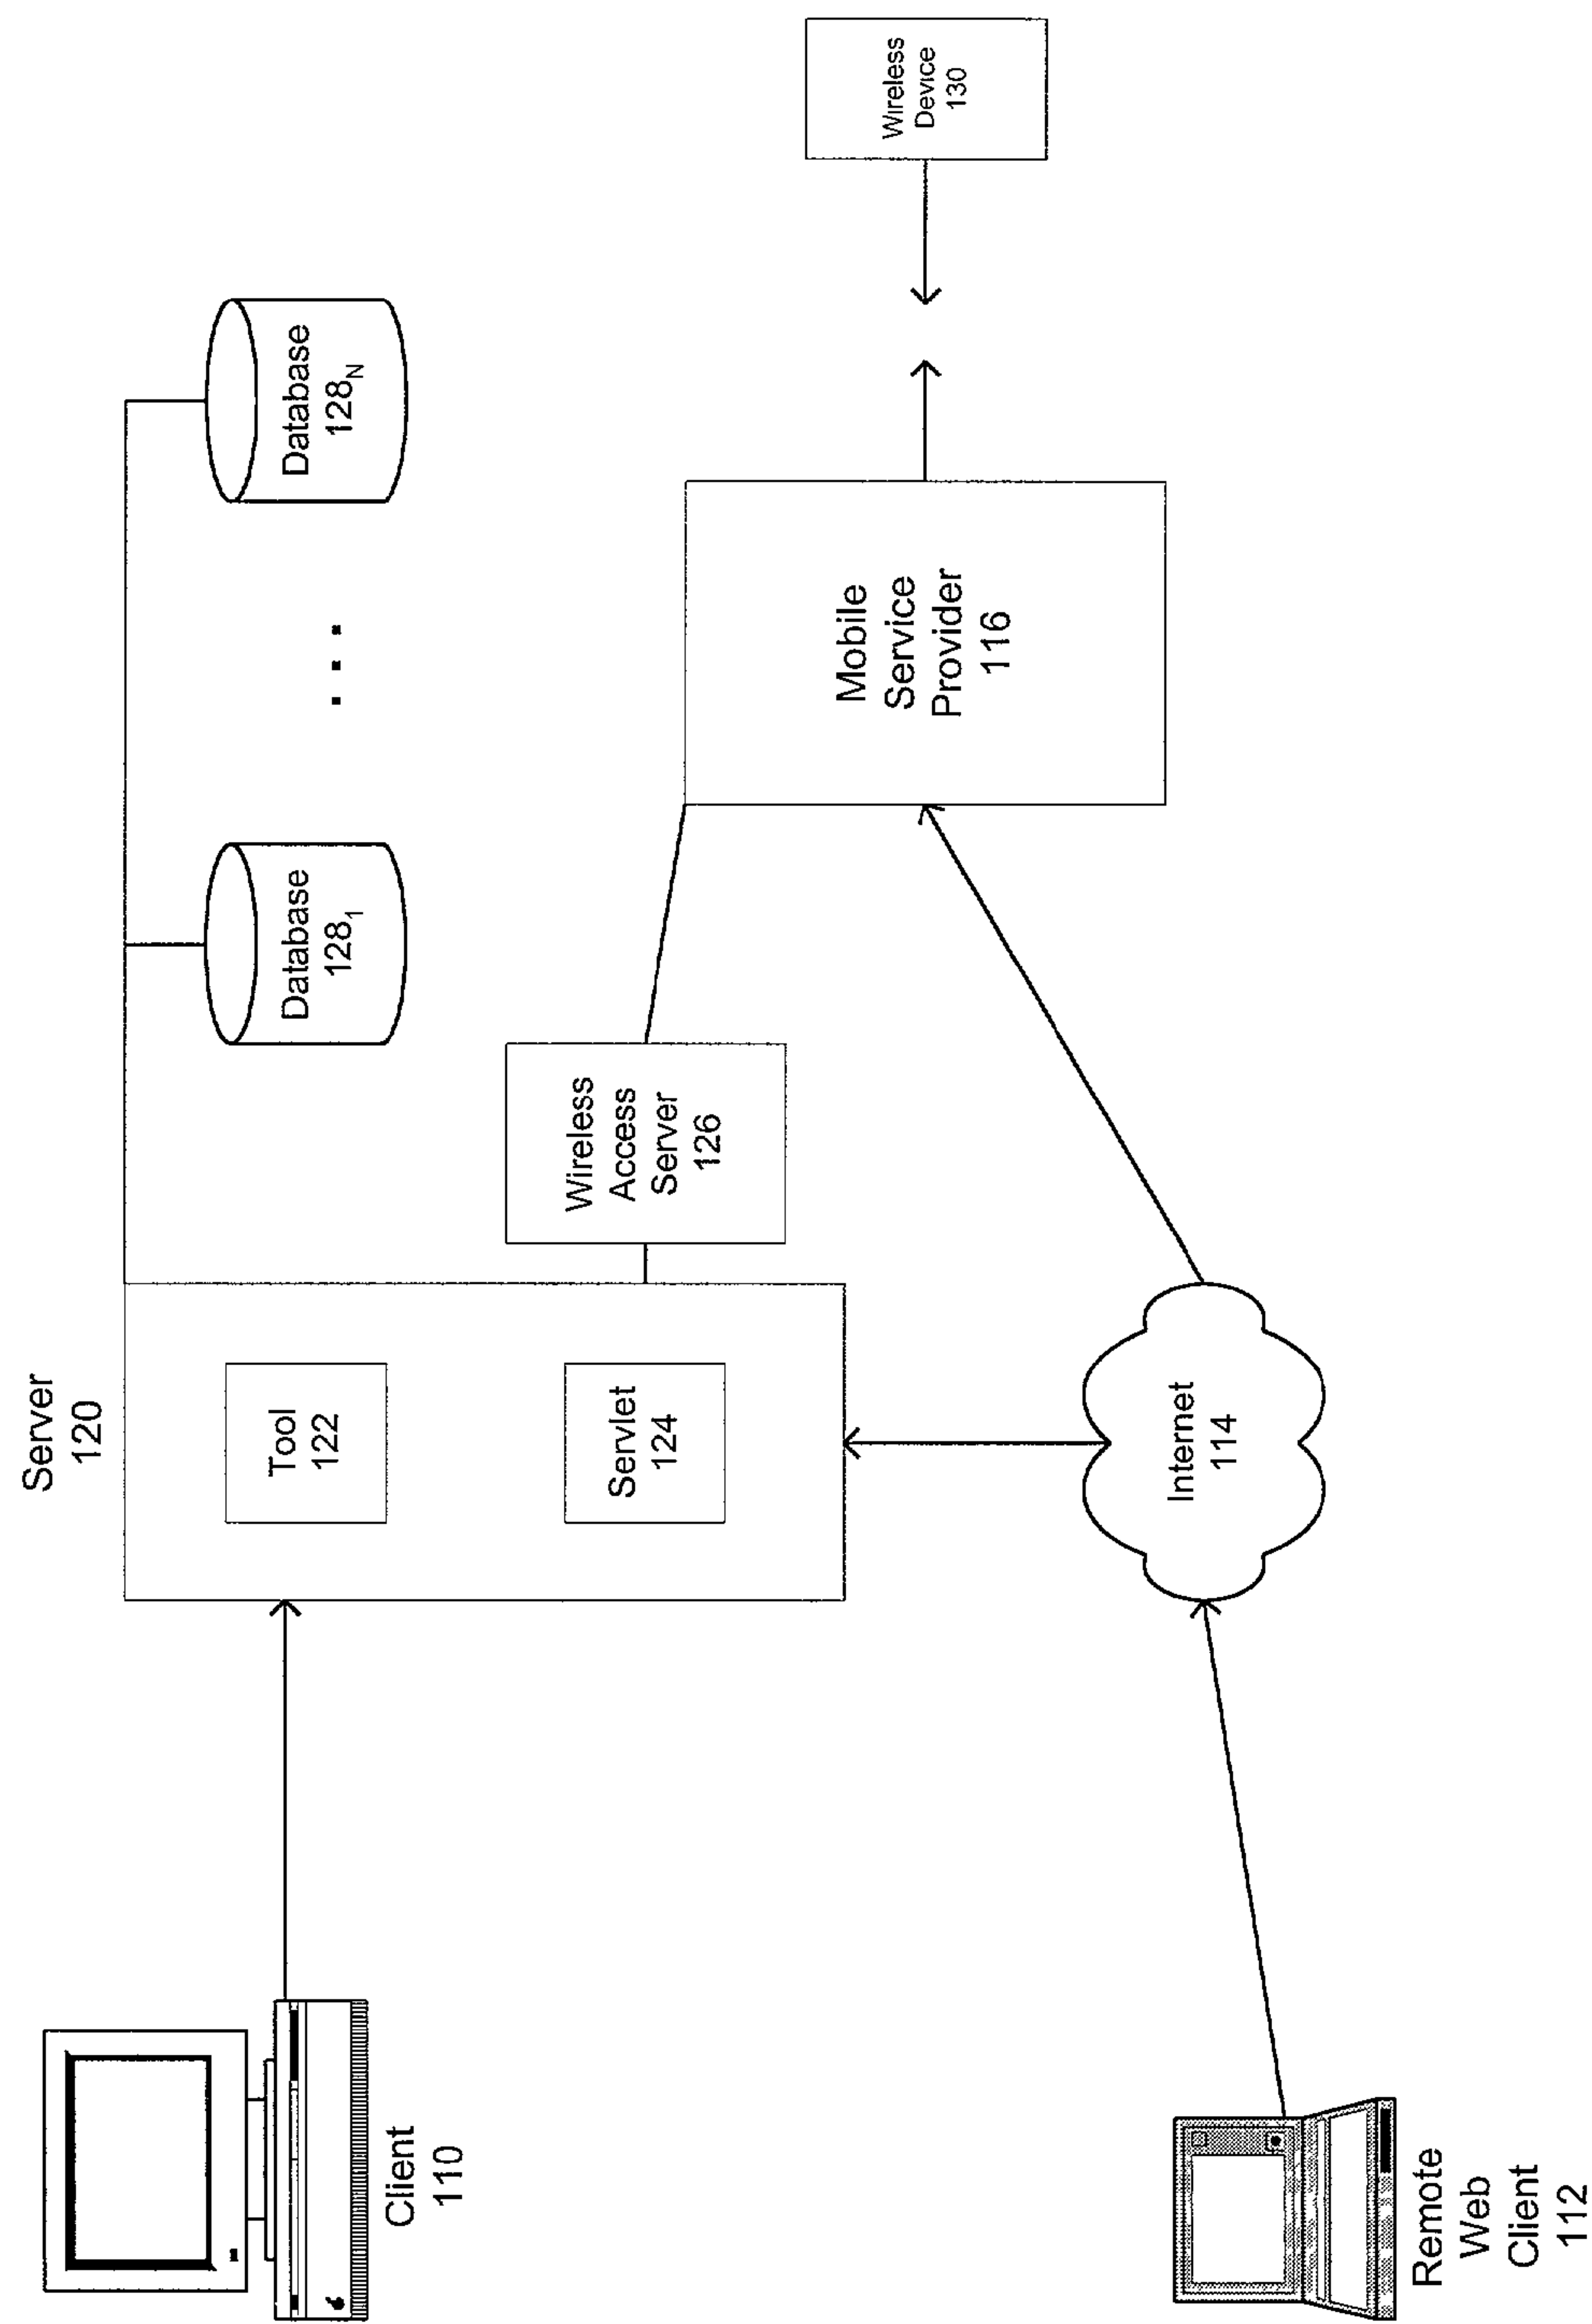 Server
120
Tool
122
Servlet
124
Database
128₁
Database
128ₙ
. . .
Wireless
Access
Server
126
Mobile
Service
Provider
116
Wireless
Device
130
Internet
114
Client
110
Remote
Web
Client
112